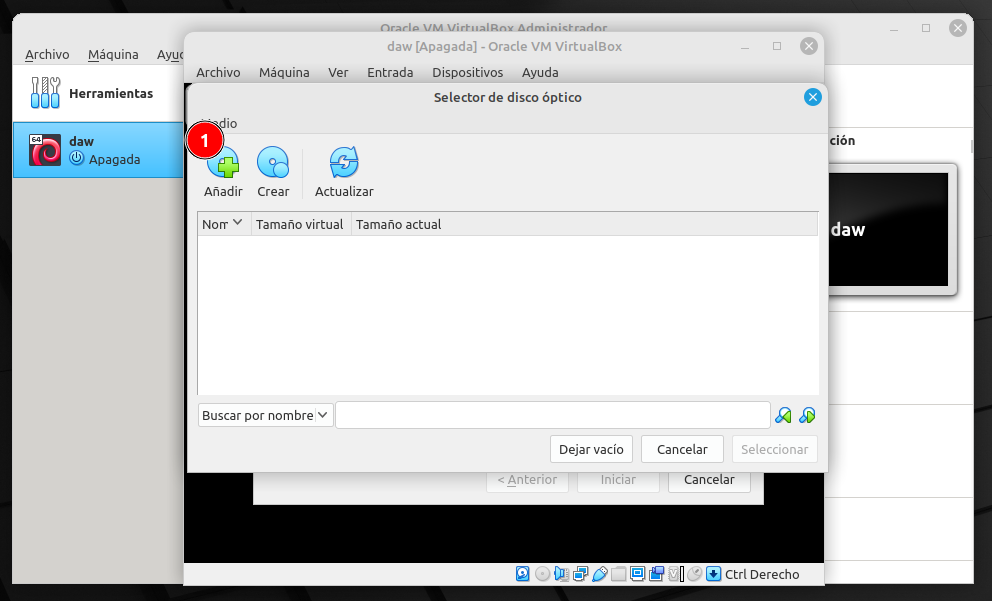 Oracle VM VirtualBox Administrador
Archivo Máquina Ayuc
Herramientas
64
daw
Apagada
daw [Apagada] - Oracle VM VirtualBox
Archivo Máquina Ver Entrada Dispositivos Ayuda
Selector de disco óptico
1
Añadir Crear Actualizar
Nom Tamaño virtual Tamaño actual
Buscar por nombre
Dejar vacío Cancelar Seleccionar
< Anterior Iniciar Cancelar
ción
daw
Ctrl Derecho